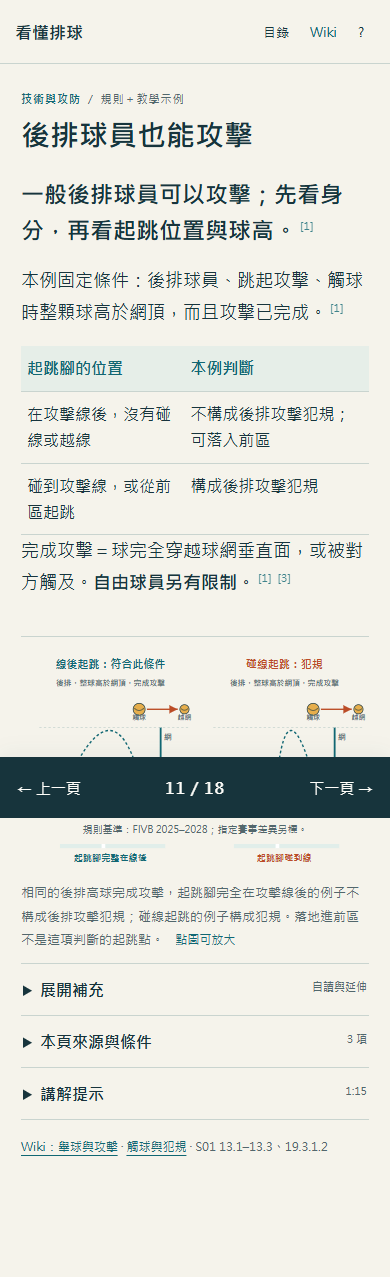 看懂排球
目錄 Wiki ?
技術與攻防 / 規則+教學示例
後排球員也能攻擊
一般後排球員可以攻擊；先看身
分，再看起跳位置與球高。[1]
本例固定條件：後排球員、跳起攻擊、觸球
時整顆球高於網頂，而且攻擊已完成。[1]
起跳腳的位置 本例判斷
在攻擊線後，沒有碰 不構成後排攻擊犯規；
線或越線 可落入前區
碰到攻擊線，或從前 構成後排攻擊犯規
區起跳
完成攻擊=球完全穿越球網垂直面，或被對
方觸及。自由球員另有限制。[1] [3]
線後起跳：符合此條件 碰線起跳：犯規
後排，整球高於網頂，完成攻擊 後排，整球高於網頂，完成攻擊
觸球 越網 觸球 越網
網 網
← 上一頁 11 / 18 下一頁 →
規則基準：FIVB 2025–2028；指定賽事差異另標。
起跳腳完整在線後 起跳腳碰到線
相同的後排高球完成攻擊，起跳腳完全在攻擊線後的例子不
構成後排攻擊犯規；碰線起跳的例子構成犯規。落地進前區
不是這項判斷的起跳點。 點圖可放大
▶ 展開補充 自讀與延伸
▶ 本頁來源與條件 3 項
▶ 講解提示 1:15
Wiki：舉球與攻擊 · 觸球與犯規 · S01 13.1–13.3、19.3.1.2